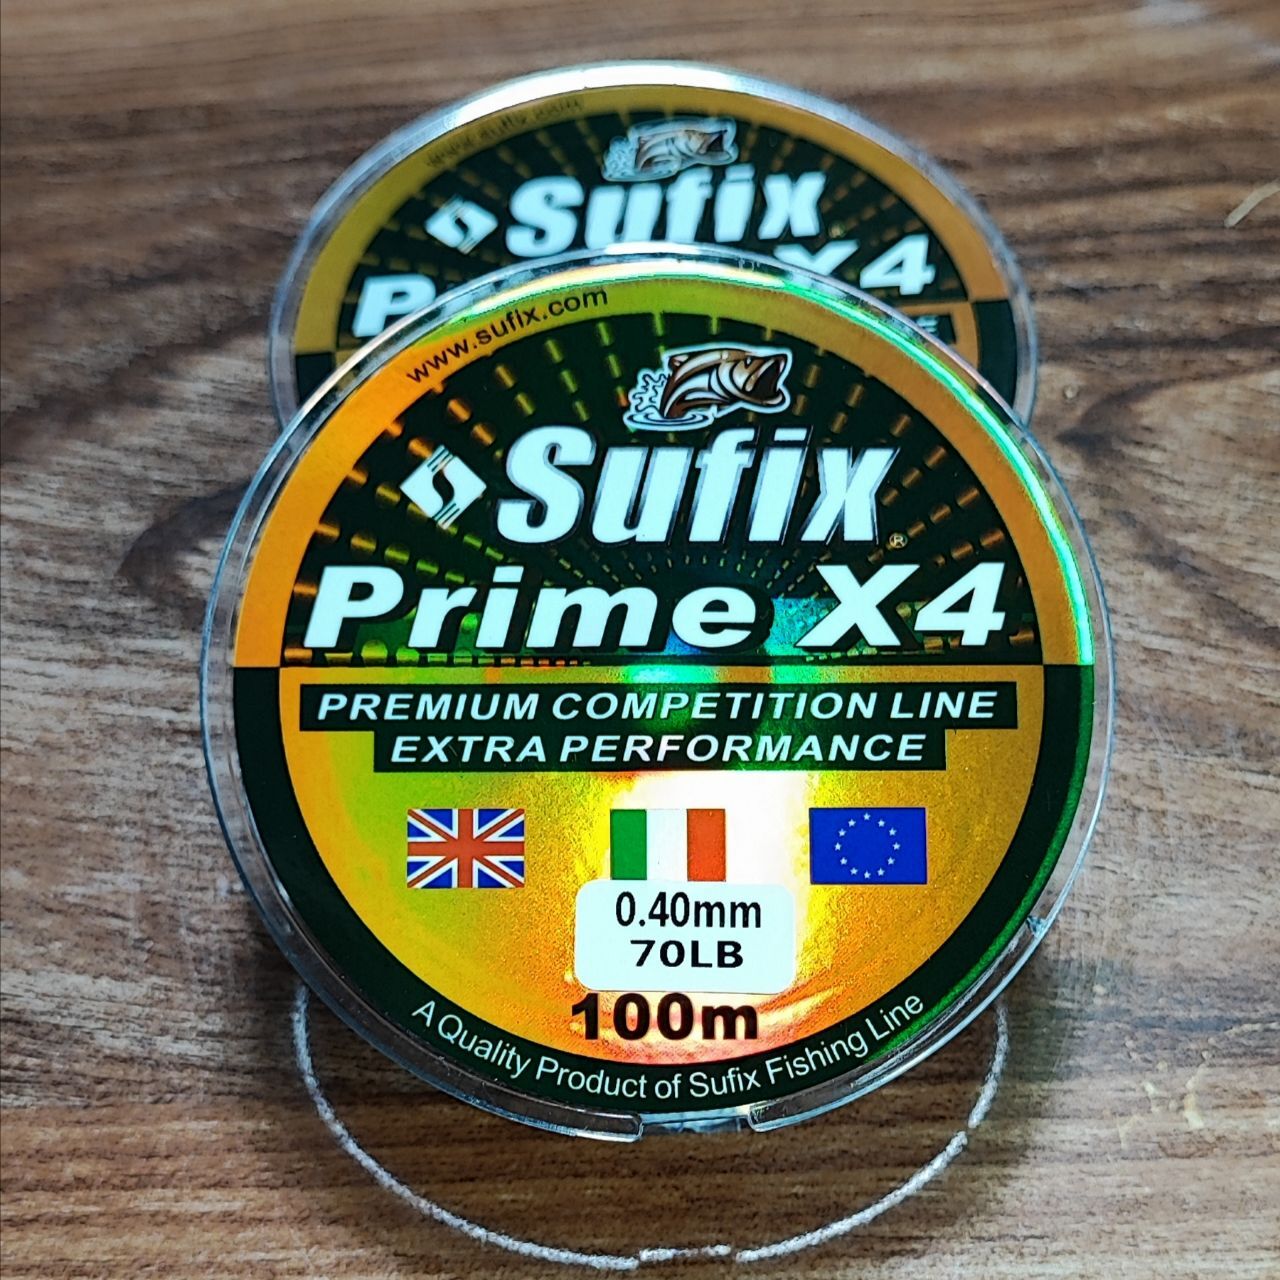 Sufix
X4
www.sufix.com
Sufix®
Prime X4
PREMIUM COMPETITION LINE
EXTRA PERFORMANCE
0.40mm
70LB
100m
A Quality Product of Sufix Fishing Line